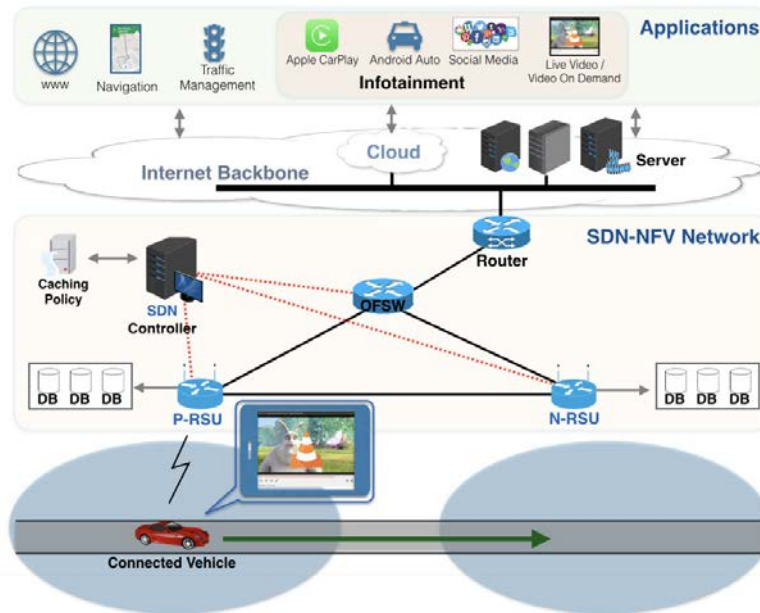 Applications
www
Navigation
Traffic
Management
Apple CarPlay
Android Auto
Social Media
Live Video /
Video On Demand
Infotainment
Internet Backbone
Cloud
Server
SDN-NFV Network
Caching
Policy
SDN
Controller
Router
OFSW
DB DB DB
P-RSU
N-RSU
DB DB DB
Connected Vehicle